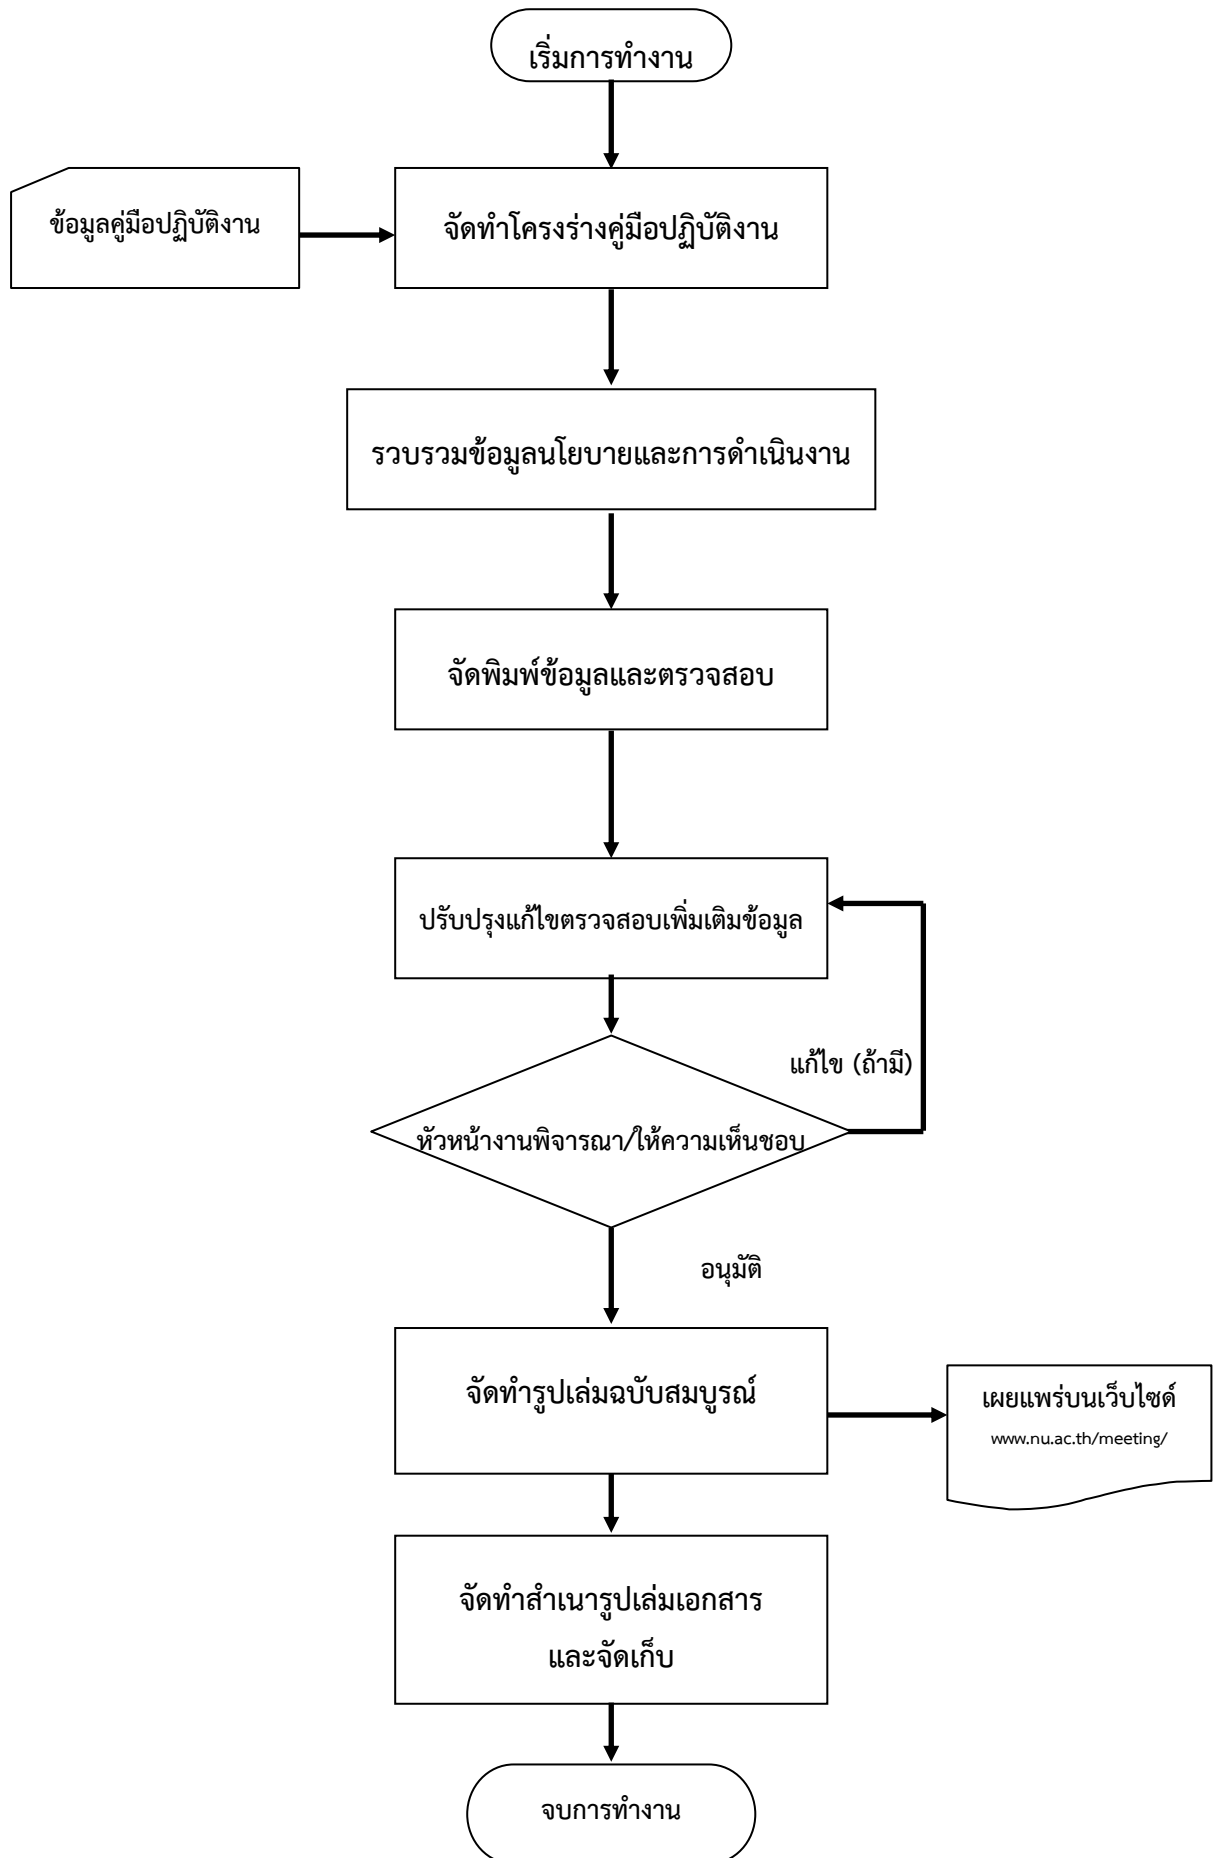 เริ่มการทำงาน
ข้อมูลคู่มือปฏิบัติงาน
จัดทำโครงร่างคู่มือปฏิบัติงาน
รวบรวมข้อมูลนโยบายและการดำเนินงาน
จัดพิมพ์ข้อมูลและตรวจสอบ
ปรับปรุงแก้ไขตรวจสอบเพิ่มเติมข้อมูล
แก้ไข (ถ้ามี)
หัวหน้างานพิจารณา/ให้ความเห็นชอบ
อนุมัติ
จัดทำรูปเล่มฉบับสมบูรณ์
เผยแพร่บนเว็บไซด์
www.nu.ac.th/meeting/
จัดทำสำเนารูปเล่มเอกสาร
และจัดเก็บ
จบการทำงาน